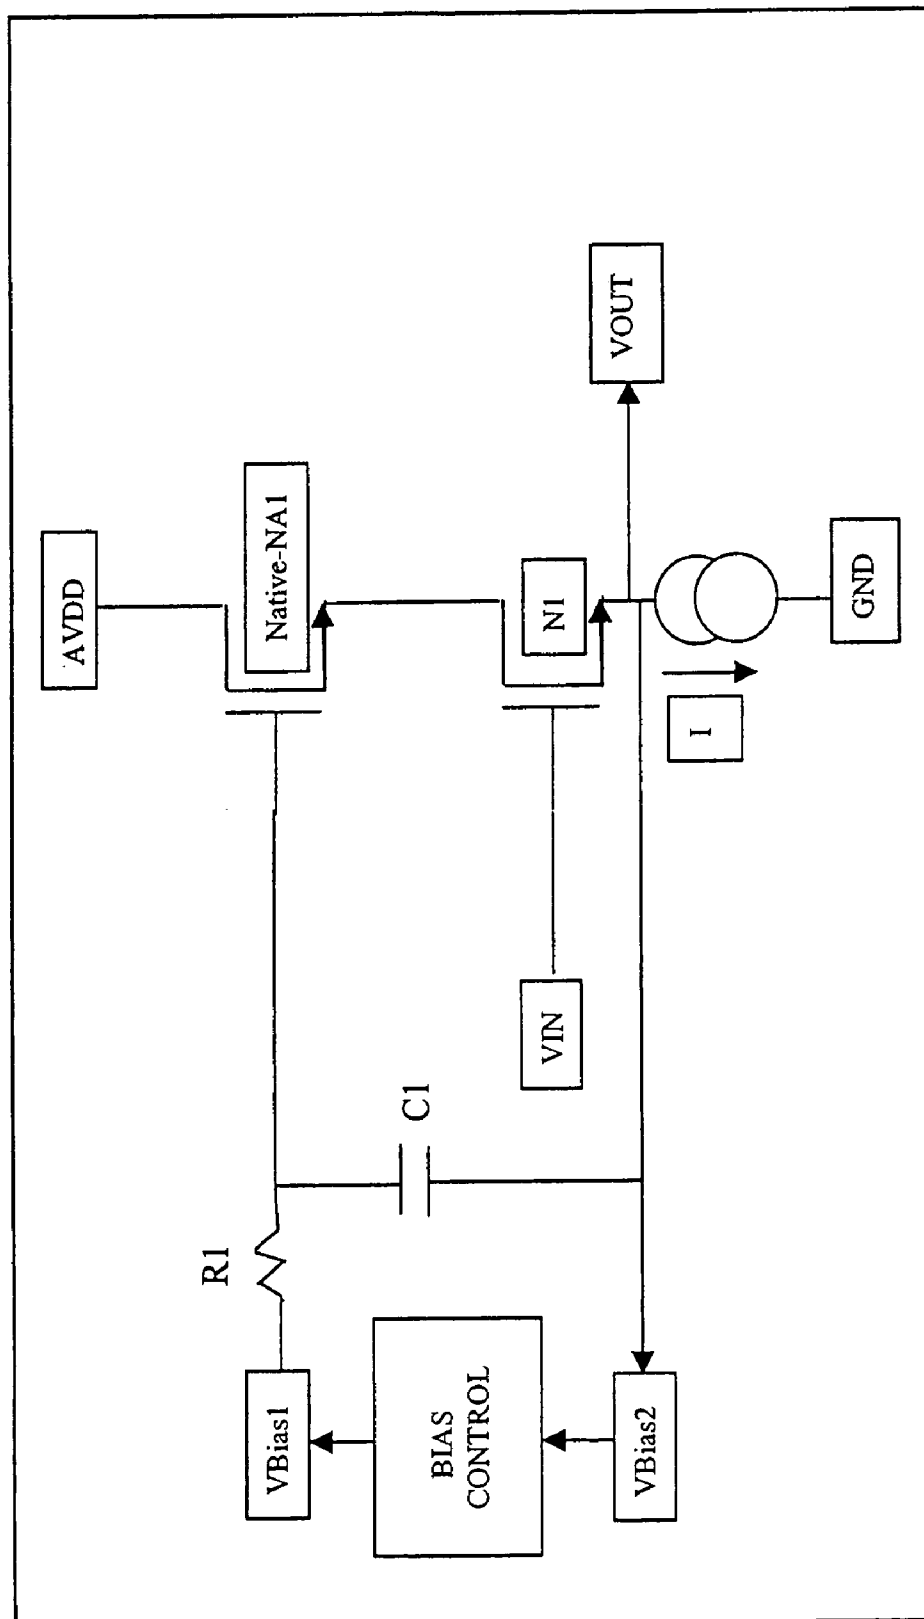 AVDD
Native-NA1
R1
VBias1
C1
BIAS
CONTROL
VIN
N1
VOUT
VBias2
I
GND